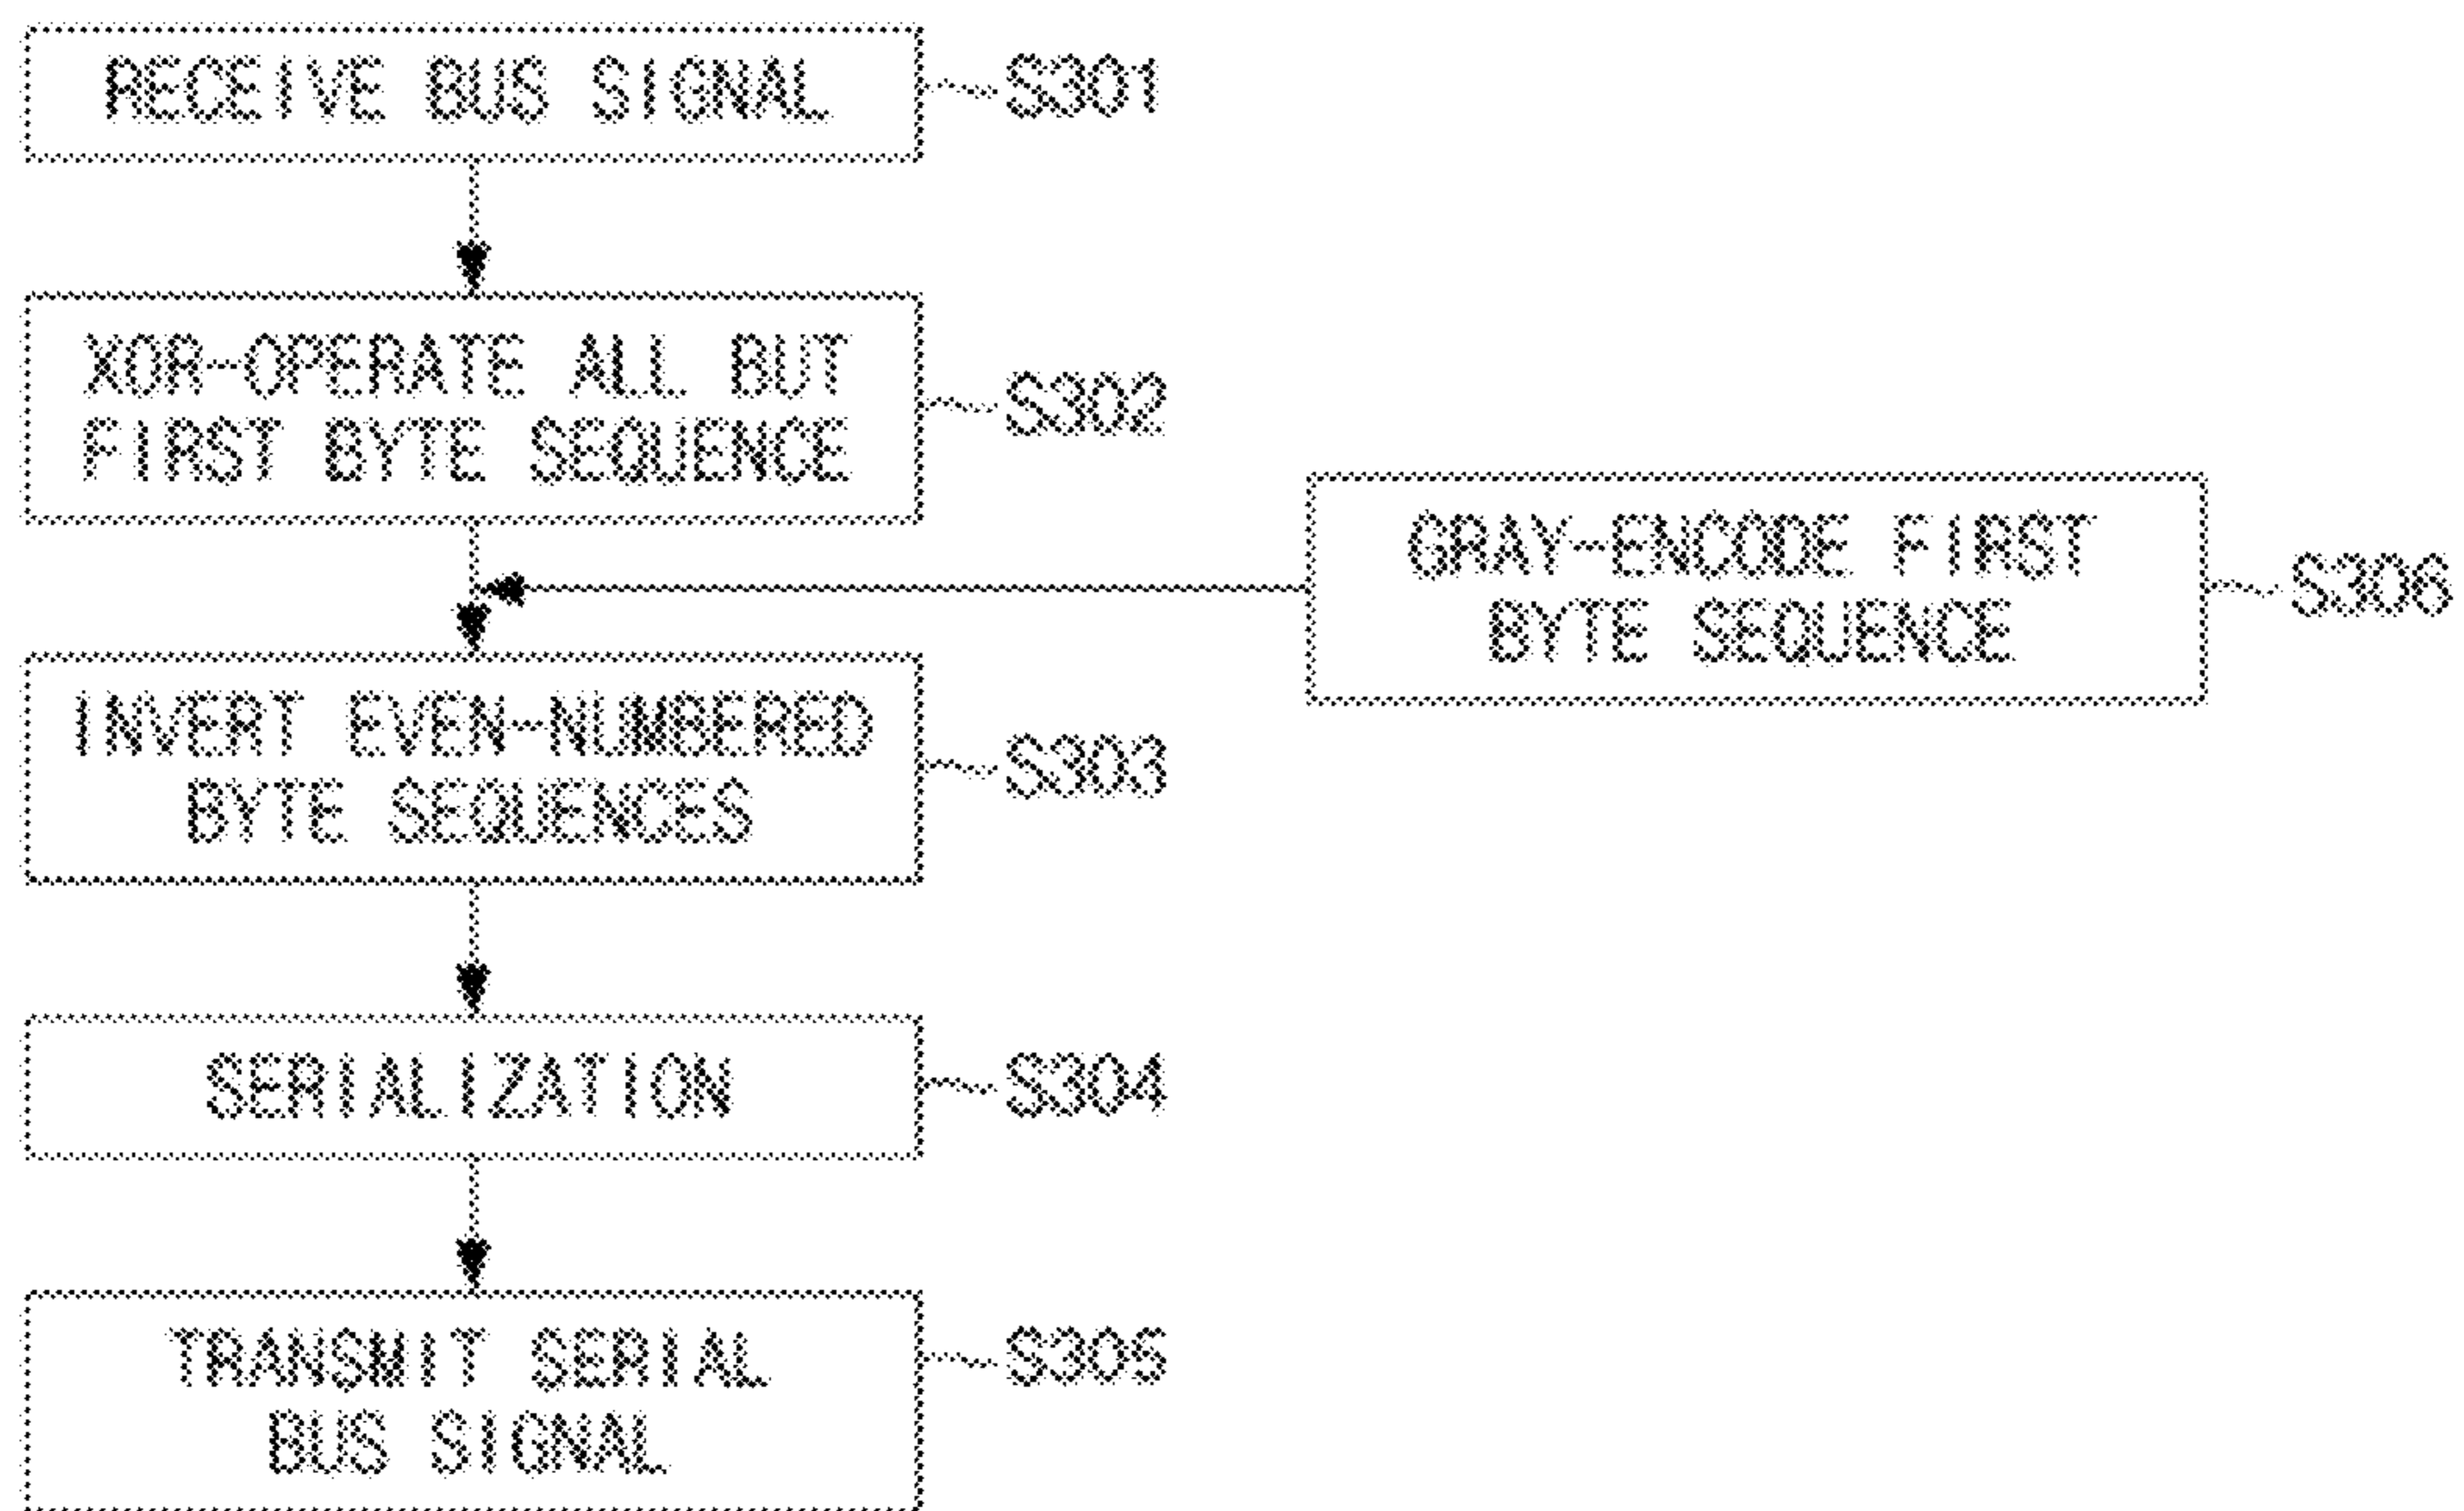 RECEIVE BUS SIGNAL
S301
XOR-OPERATE ALL BUT
FIRST BYTE SEQUENCE
S302
GRAY-ENCODE FIRST
BYTE SEQUENCE
S306
INVERT EVEN-NUMBERED
BYTE SEQUENCES
S303
SERIALIZATION
S304
TRANSMIT SERIAL
BUS SIGNAL
S305